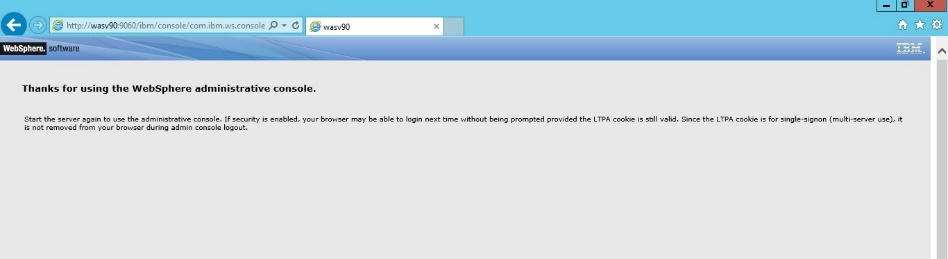 http://wasv90:9060/ibm/console/com.ibm.ws.console
wasv90
WebSphere. software
IBM.
Thanks for using the WebSphere administrative console.
Start the server again to use the administrative console. If security is enabled, your browser may be able to login next time without being prompted provided the LTPA cookie is still valid. Since the LTPA cookie is for single-signon (multi-server use), it
is not removed from your browser during admin console logout.